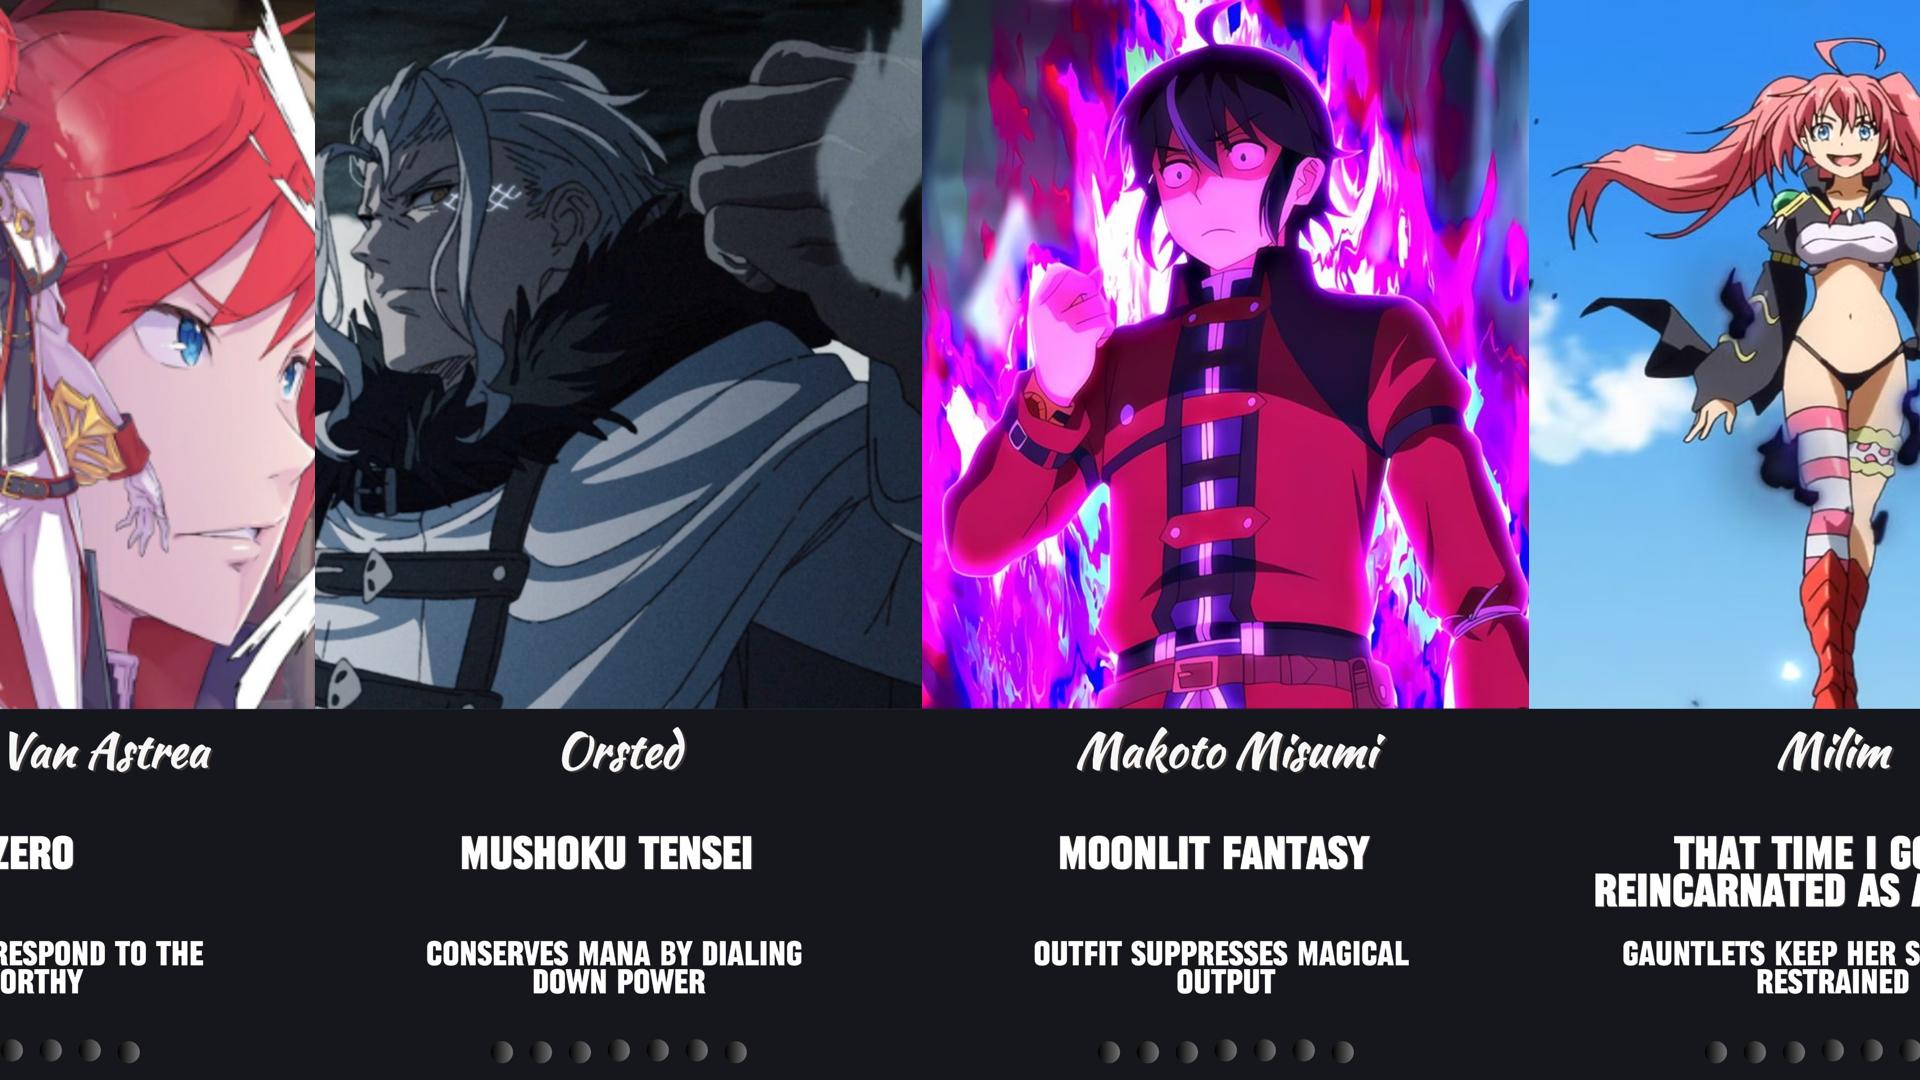 Van Astrea
ZERO
RESPOND TO THE
ORTHY
Orsted
MUSHOKU TENSEI
CONSERVES MANA BY DIALING
DOWN POWER
Makoto Misumi
MOONLIT FANTASY
OUTFIT SUPPRESSES MAGICAL
OUTPUT
Milim
THAT TIME I GO
REINCARNATED AS A
GAUNTLETS KEEP HER S
RESTRAINED